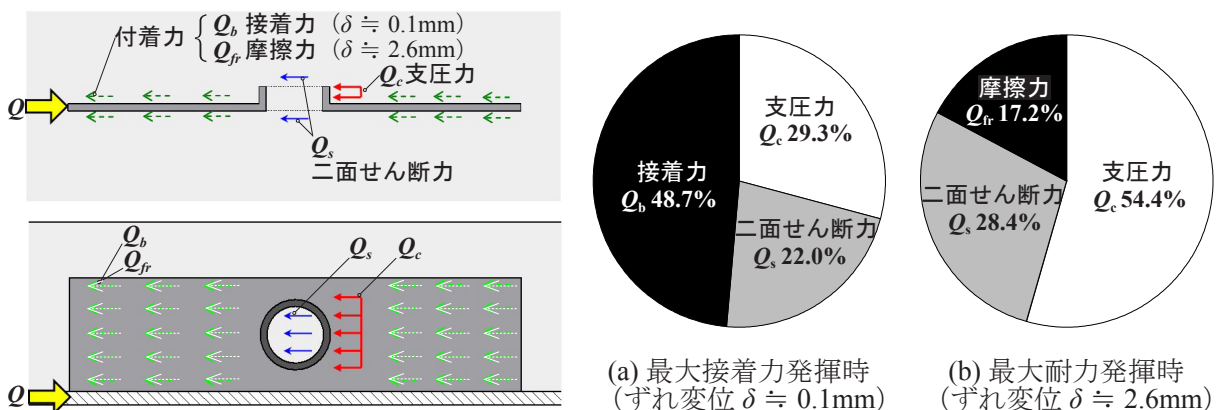 付着力
Qb 接着力（δ ≒ 0.1mm）
Qfr 摩擦力（δ ≒ 2.6mm）
Qc 支圧力
Q
Qs
二面せん断力
Qb
Qfr
Qs
Qc
Q
支圧力
Qc 29.3%
接着力
Qb 48.7%
二面せん断力
Qs 22.0%
(a) 最大接着力発揮時
（ずれ変位 δ ≒ 0.1mm）
摩擦力
Qfr 17.2%
支圧力
Qc 54.4%
二面せん断力
Qs 28.4%
(b) 最大耐力発揮時
（ずれ変位 δ ≒ 2.6mm）